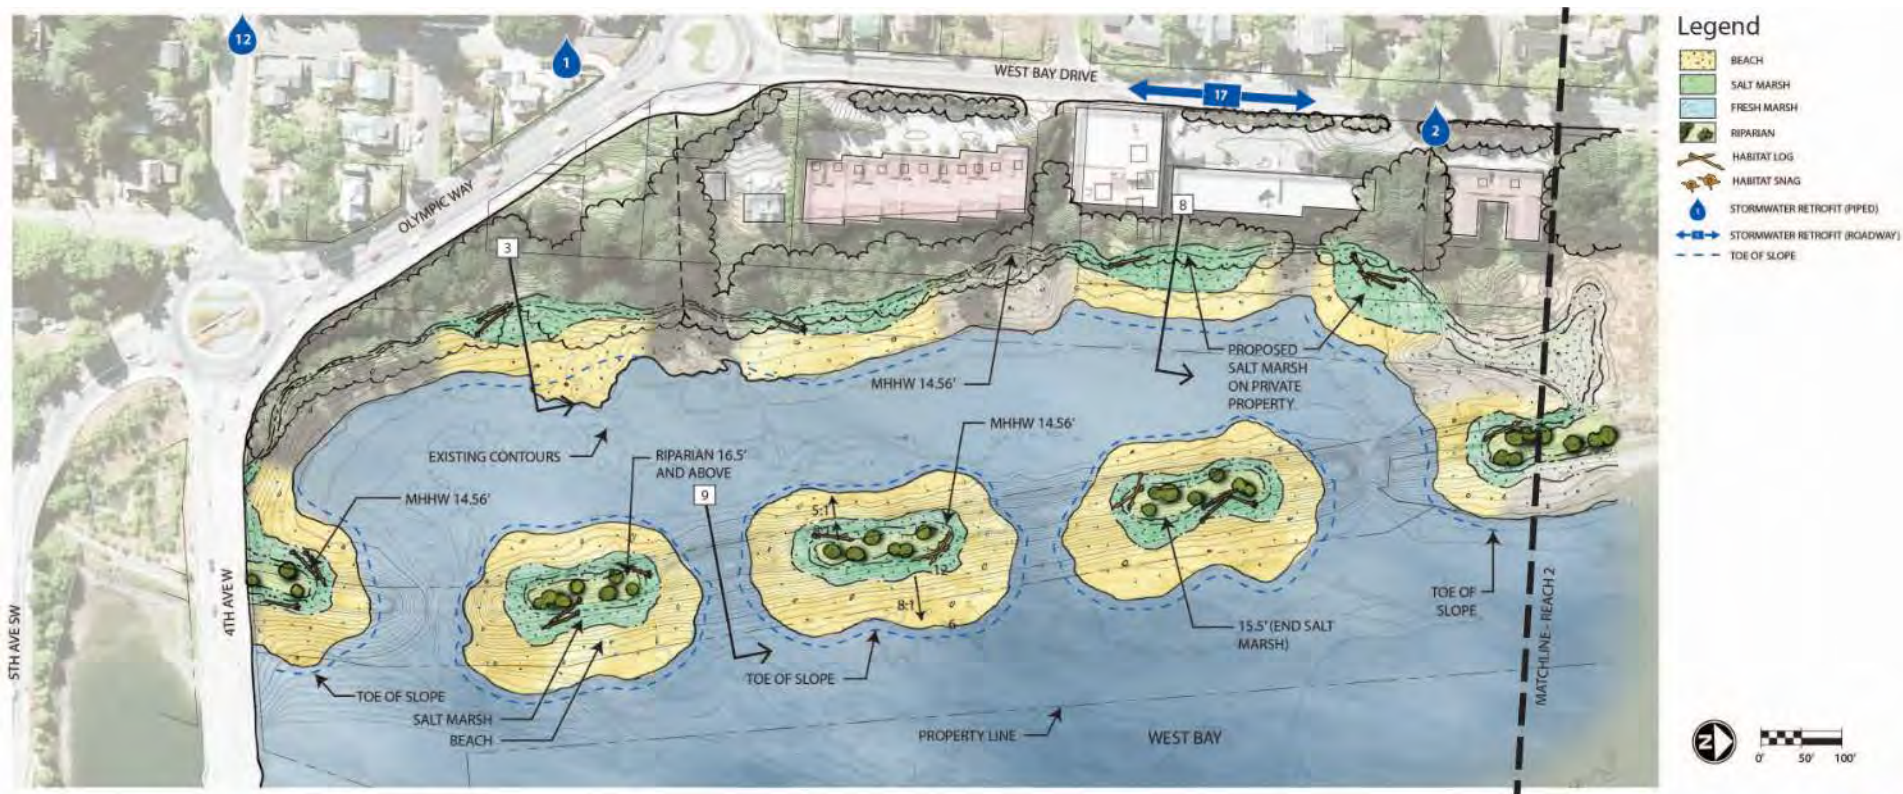 Legend
BEACH
SALT MARSH
FRESH MARSH
RIPARIAN
HABITAT LOG
HABITAT SNAG
1
STORMWATER RETROFIT (PIPED)
STORMWATER RETROFIT (ROADWAY)
TOE OF SLOPE
12
1
WEST BAY DRIVE
17
2
OLYMPIC WAY
3
8
PROPOSED
SALT MARSH
ON PRIVATE
PROPERTY
MHHW 14.56'
MHHW 14.56'
EXISTING CONTOURS
RIPARIAN 16.5'
AND ABOVE
9
MHHW 14.56'
5:1
12
8:1
6
15.5' (END SALT
MARSH)
TOE OF
SLOPE
MATCHLINE - REACH 2
5TH AVE SW
4TH AVE W
TOE OF SLOPE
TOE OF SLOPE
SALT MARSH
BEACH
PROPERTY LINE
WEST BAY
N
0' 50' 100'